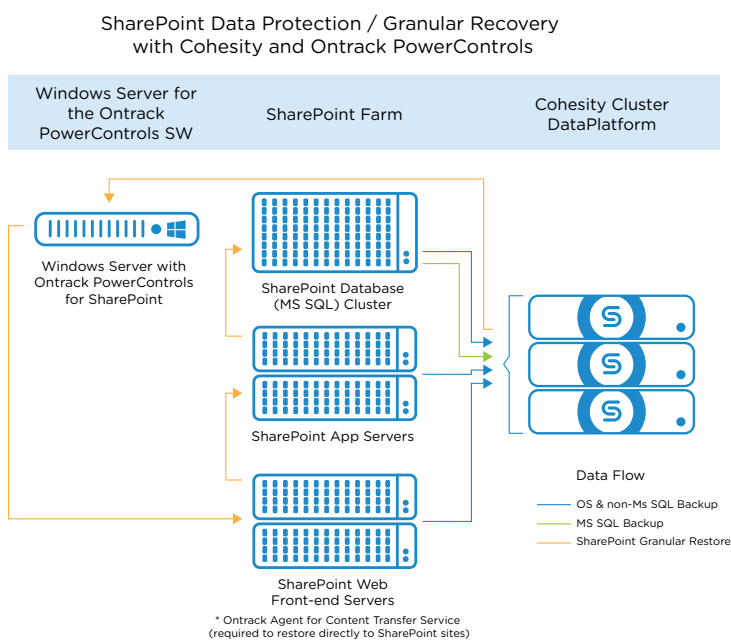 SharePoint Data Protection / Granular Recovery
with Cohesity and Ontrack PowerControls
Windows Server for
the Ontrack
PowerControls SW
SharePoint Farm
Cohesity Cluster
DataPlatform
Windows Server with
Ontrack PowerControls
for SharePoint
SharePoint Database
(MS SQL) Cluster
SharePoint App Servers
SharePoint Web
Front-end Servers
* Ontrack Agent for Content Transfer Service
(required to restore directly to SharePoint sites)
S
S
S
Data Flow
OS & non-Ms SQL Backup
MS SQL Backup
SharePoint Granular Restore